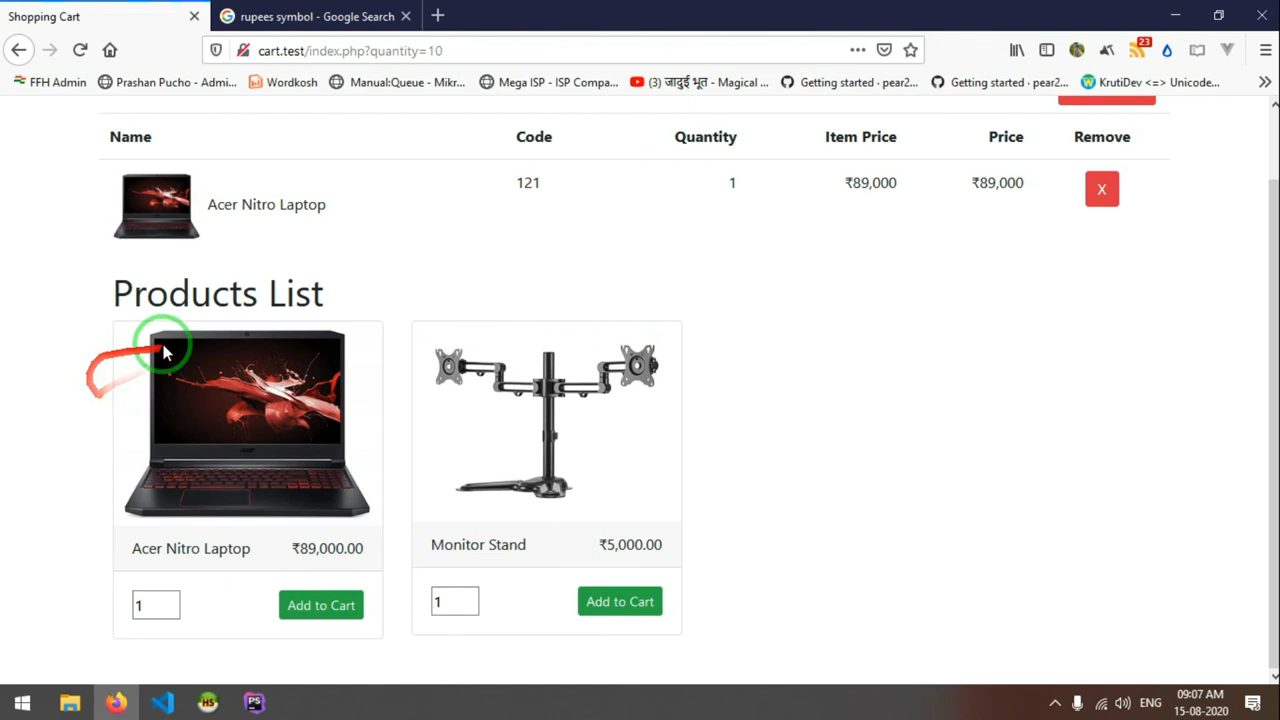 Shopping Cart
rupees symbol - Google Search
cart.test/index.php?quantity=10
23
FFH Admin
Prashan Pucho - Admi...
Wordkosh
Manual:Queue - Mikr...
Mega ISP - ISP Compa...
(3) जादुई भूत - Magical ...
Getting started · pear2...
Getting started · pear2...
KrutiDev <=> Unicode...
Name Code Quantity Item Price Price Remove
Acer Nitro Laptop 121 1 ₹89,000 ₹89,000 X
Products List
Acer Nitro Laptop ₹89,000.00
1 Add to Cart
Monitor Stand ₹5,000.00
1 Add to Cart
HS
PS
ENG
09:07 AM
15-08-2020